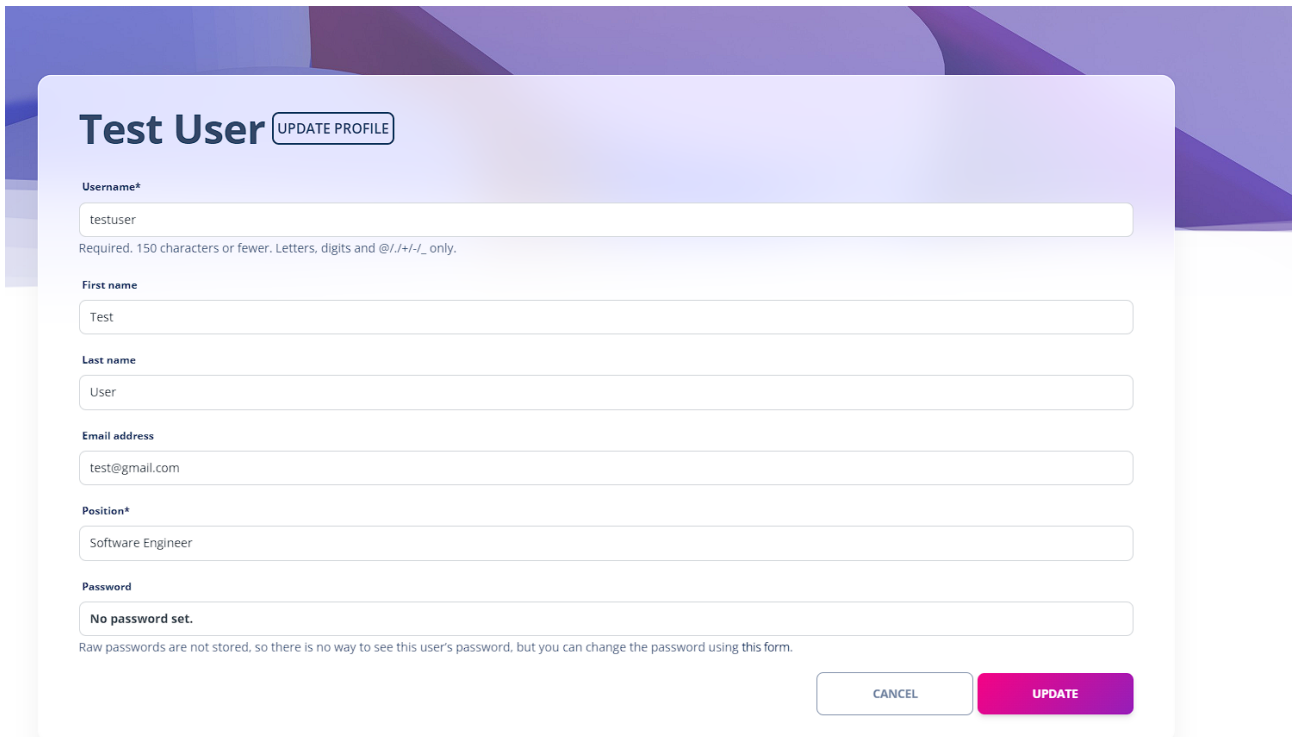 Test User UPDATE PROFILE
Username*
testuser
Required. 150 characters or fewer. Letters, digits and @/./+/-/_ only.
First name
Test
Last name
User
Email address
test@gmail.com
Position*
Software Engineer
Password
No password set.
Raw passwords are not stored, so there is no way to see this user's password, but you can change the password using this form.
CANCEL UPDATE